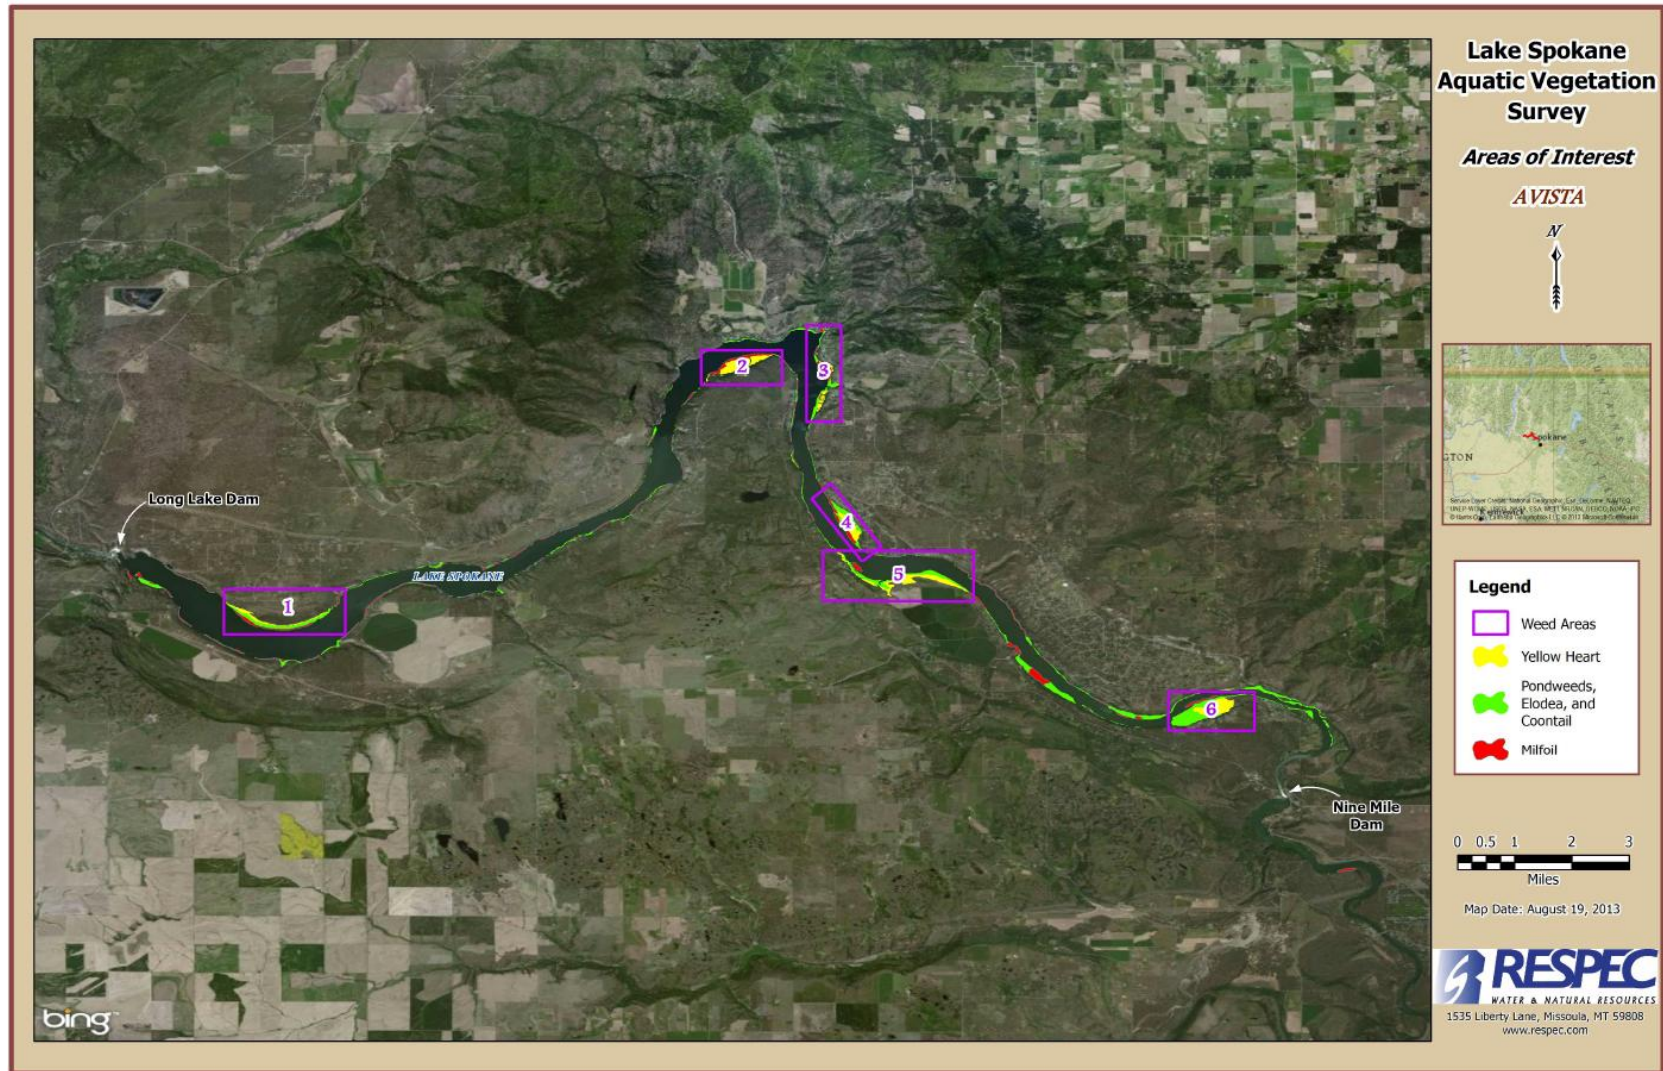 Lake Spokane
Aquatic Vegetation
Survey
Areas of Interest
AVISTA
N
Spokane
GTON
Kennewick
Long Lake Dam
LAKE SPOKANE
1
2
3
4
5
6
Nine Mile
Dam
Legend
Weed Areas
Yellow Heart
Pondweeds,
Elodea, and
Coontail
Milfoil
0 0.5 1 2 3
Miles
Map Date: August 19, 2013
RESPEC
WATER & NATURAL RESOURCES
1535 Liberty Lane, Missoula, MT 59808
www.respec.com
bing